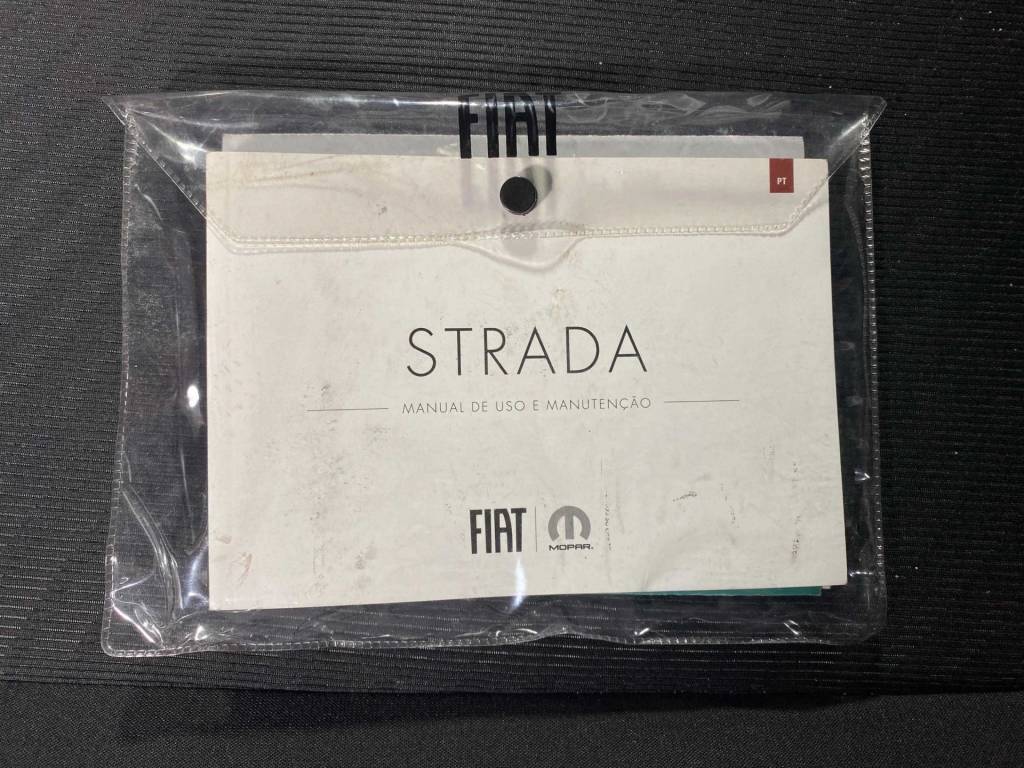 FIAT
PT
STRADA
MANUAL DE USO E MANUTENÇÃO
FIAT
MOPAR.